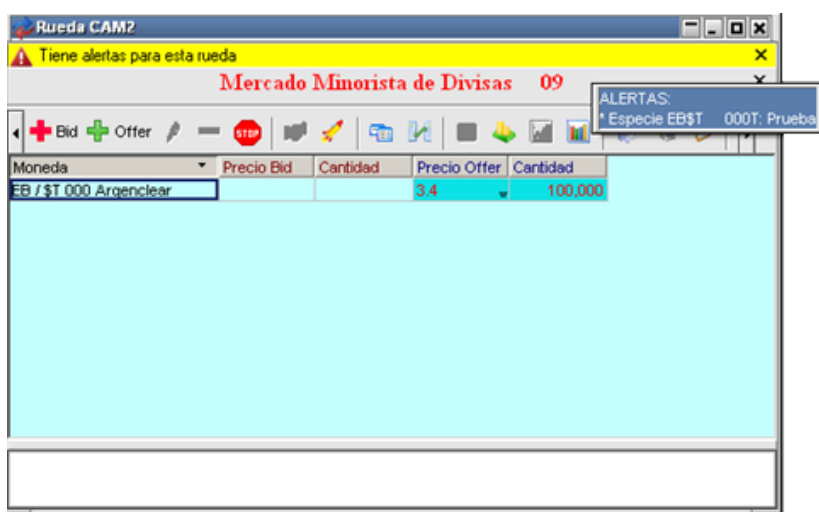 Rueda CAM2
Tiene alertas para esta rueda
Mercado Minorista de Divisas 09
ALERTAS:
* Especie EB$T 000T: Prueba
Bid Offer STOP
Moneda Precio Bid Cantidad Precio Offer Cantidad
EB / $T 000 Argenclear 3.4 100,000